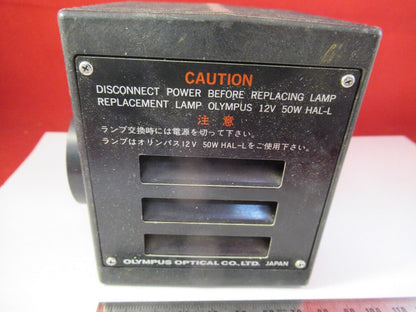 CAUTION
DISCONNECT POWER BEFORE REPLACING LAMP
REPLACEMENT LAMP OLYMPUS 12V 50W HAL-L
注意
ランプ交換時には電源を切って下さい。
ランプはオリンパス12V 50W HAL-Lをご使用下さい。
OLYMPUS OPTICAL CO., LTD. JAPAN